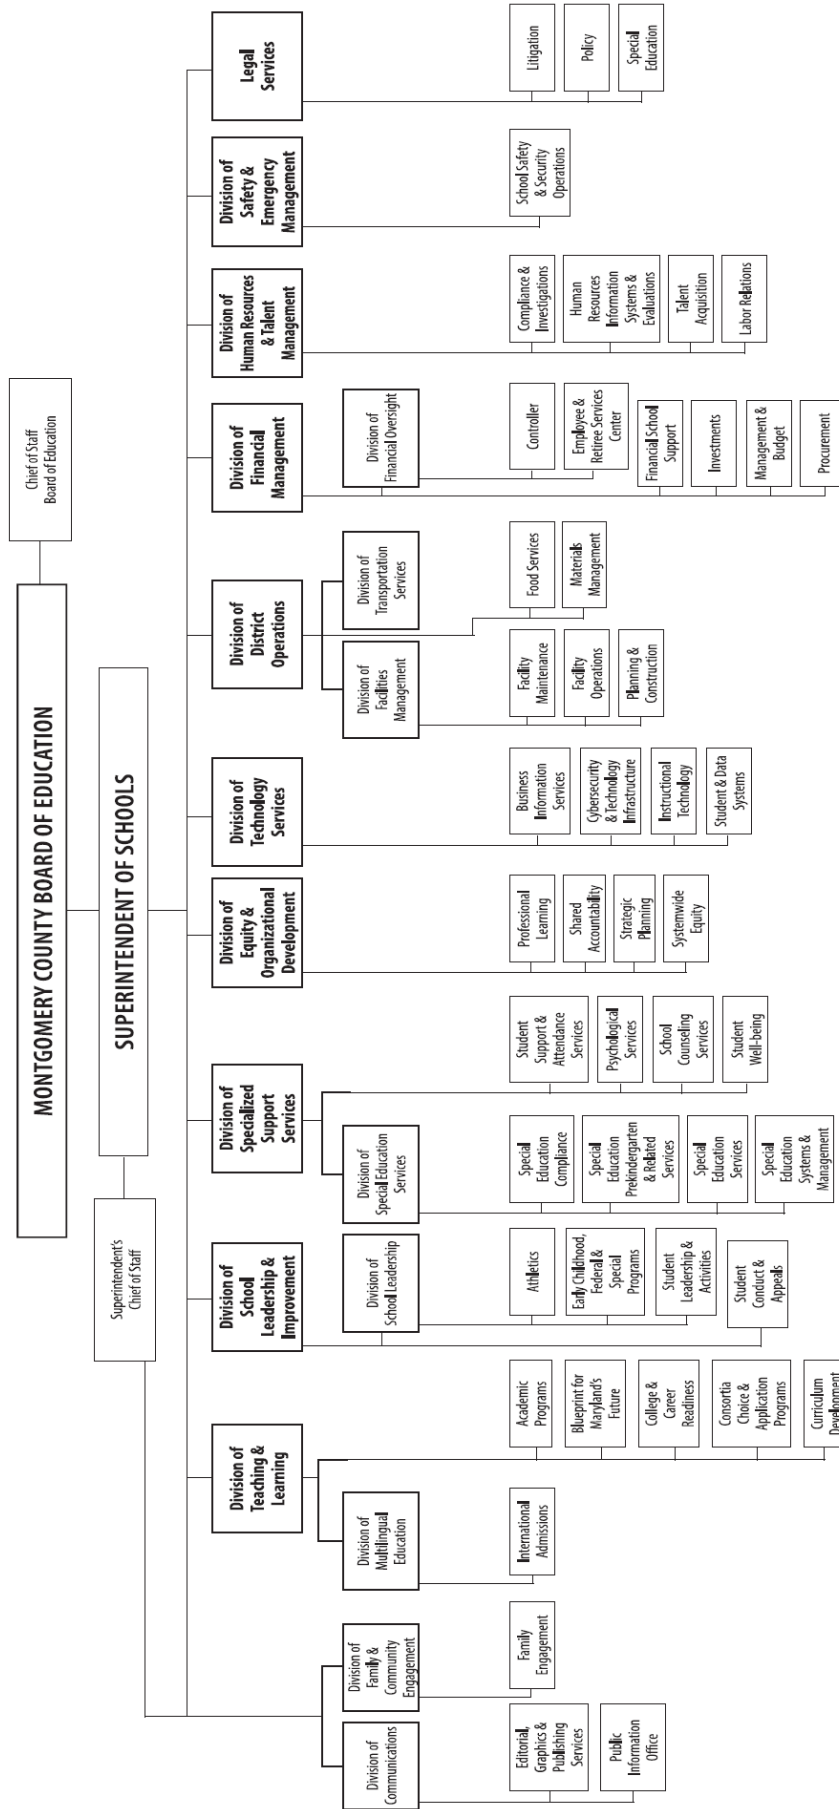 MONTGOMERY COUNTY BOARD OF EDUCATION
Chief of Staff
Board of Education
SUPERINTENDENT OF SCHOOLS
Superintendent's
Chief of Staff
Division of
Communications
Editorial,
Graphics &
Publishing
Services
Public
Information
Office
Division of
Family &
Community
Engagement
Family
Engagement
Division of
Teaching &
Learning
Division of
Multilingual
Education
International
Admissions
Academic
Programs
Blueprint for
Maryland's
Future
College &
Career
Readiness
Consortia
Choice &
Application
Programs
Curriculum
Development
Division of
School
Leadership &
Improvement
Division of
School Leadership
Athletics
Early Childhood,
Federal &
Special
Programs
Student
Leadership &
Activities
Student
Conduct &
Appeals
Division of
Specialized
Support
Services
Division of
Special Education
Services
Special
Education
Compliance
Special
Education
Prekindergarten
& Related
Services
Special
Education
Services
Special
Education
Systems &
Management
Student
Support &
Attendance
Services
Psychological
Services
School
Counseling
Services
Student
Well-being
Division of
Equity &
Organizational
Development
Professional
Learning
Shared
Accountability
Strategic
Planning
Systemwide
Equity
Division of
Technology
Services
Business
Information
Services
Cybersecurity
& Technology
Infrastructure
Instructional
Technology
Student & Data
Systems
Division of
District
Operations
Division of
Facilities
Management
Facility
Maintenance
Facility
Operations
Planning &
Construction
Division of
Transportation
Services
Food Services
Materials
Management
Division of
Financial
Management
Division of
Financial Oversight
Controller
Employee &
Retiree Services
Center
Financial School
Support
Investments
Management &
Budget
Procurement
Division of
Human Resources
& Talent
Management
Compliance &
Investigations
Human
Resources
Information
Systems &
Evaluations
Talent
Acquisition
Labor Relations
Division of
Safety &
Emergency
Management
School Safety
& Security
Operations
Legal
Services
Litigation
Policy
Special
Education